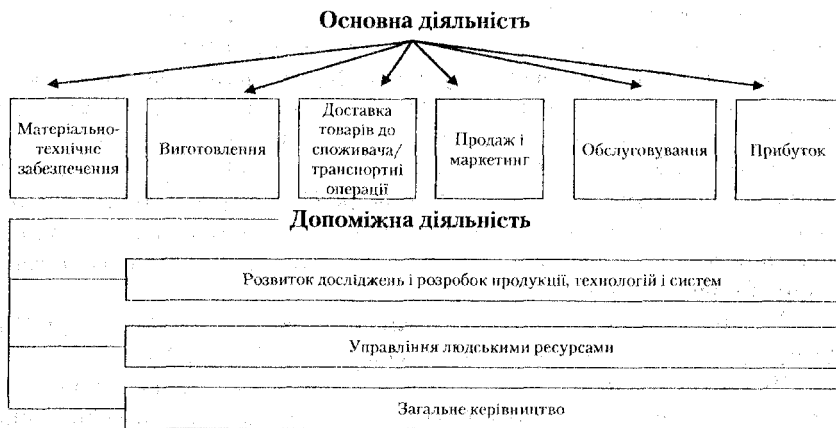 Основна діяльність
Матеріально-
технічне
забезпечення
Виготовлення
Доставка
товарів до
споживача/
транспортні
операції
Продаж і
маркетинг
Обслуговування
Прибуток
Допоміжна діяльність
Розвиток досліджень і розробок продукції, технологій і систем
Управління людськими ресурсами
Загальне керівництво